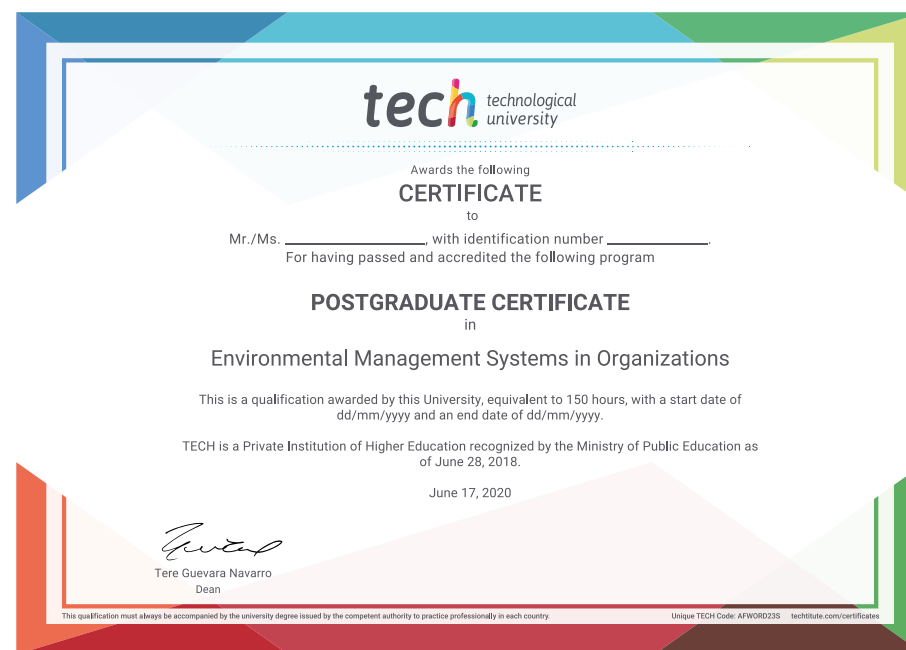 tech technological
university
Awards the following
CERTIFICATE
to
Mr./Ms. ____________________, with identification number ______________.
For having passed and accredited the following program
POSTGRADUATE CERTIFICATE
in
Environmental Management Systems in Organizations
This is a qualification awarded by this University, equivalent to 150 hours, with a start date of
dd/mm/yyyy and an end date of dd/mm/yyyy.
TECH is a Private Institution of Higher Education recognized by the Ministry of Public Education as
of June 28, 2018.
June 17, 2020
Tere Guevara Navarro
Dean
This qualification must always be accompanied by the university degree issued by the competent authority to practice professionally in each country.
Unique TECH Code: AFWORD23S techtitute.com/certificates